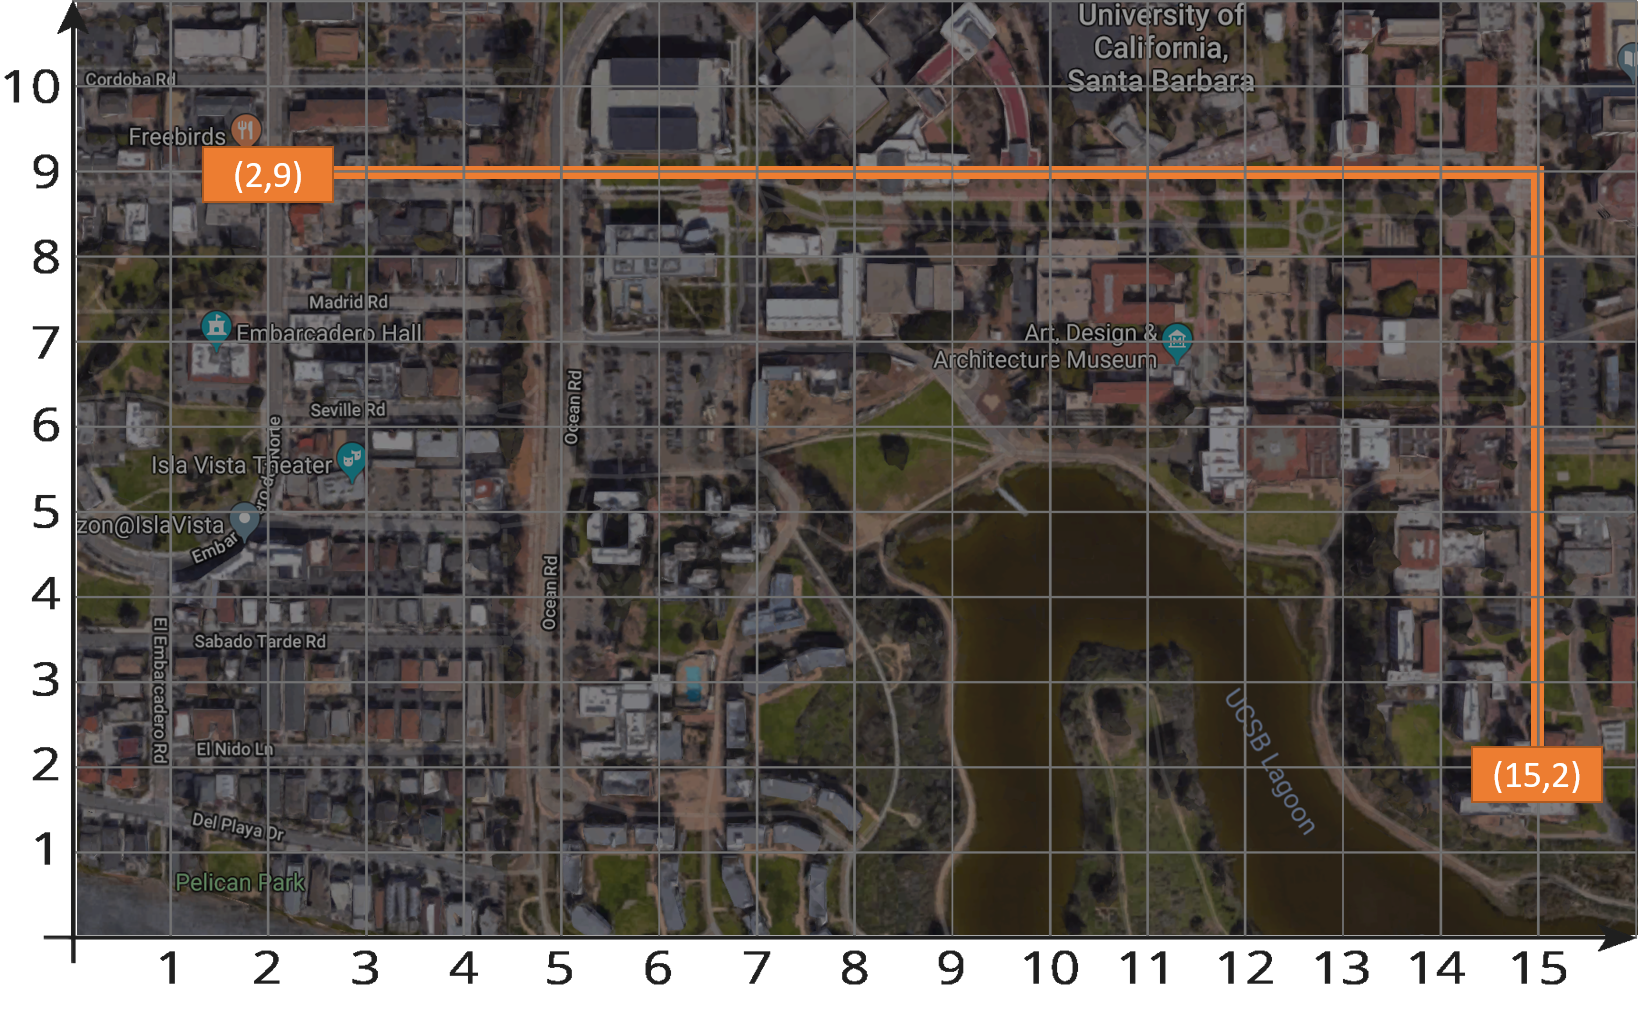 University of
California,
Santa Barbara
10
Cordoba Rd
Freebirds
9
(2,9)
8
Madrid Rd
7
Embarcadero Hall
Art, Design &
Architecture Museum
Seville Rd
Ocean Rd
6
Isla Vista Theater
ero del Norte
5
zon@IslaVista
Embar
4
Ocean Rd
El Embarcadero Rd
Sabado Tarde Rd
3
UCSB Lagoon
El Nido Ln
2
(15,2)
Del Playa Dr
1
Pelican Park
1 2 3 4 5 6 7 8 9 10 11 12 13 14 15